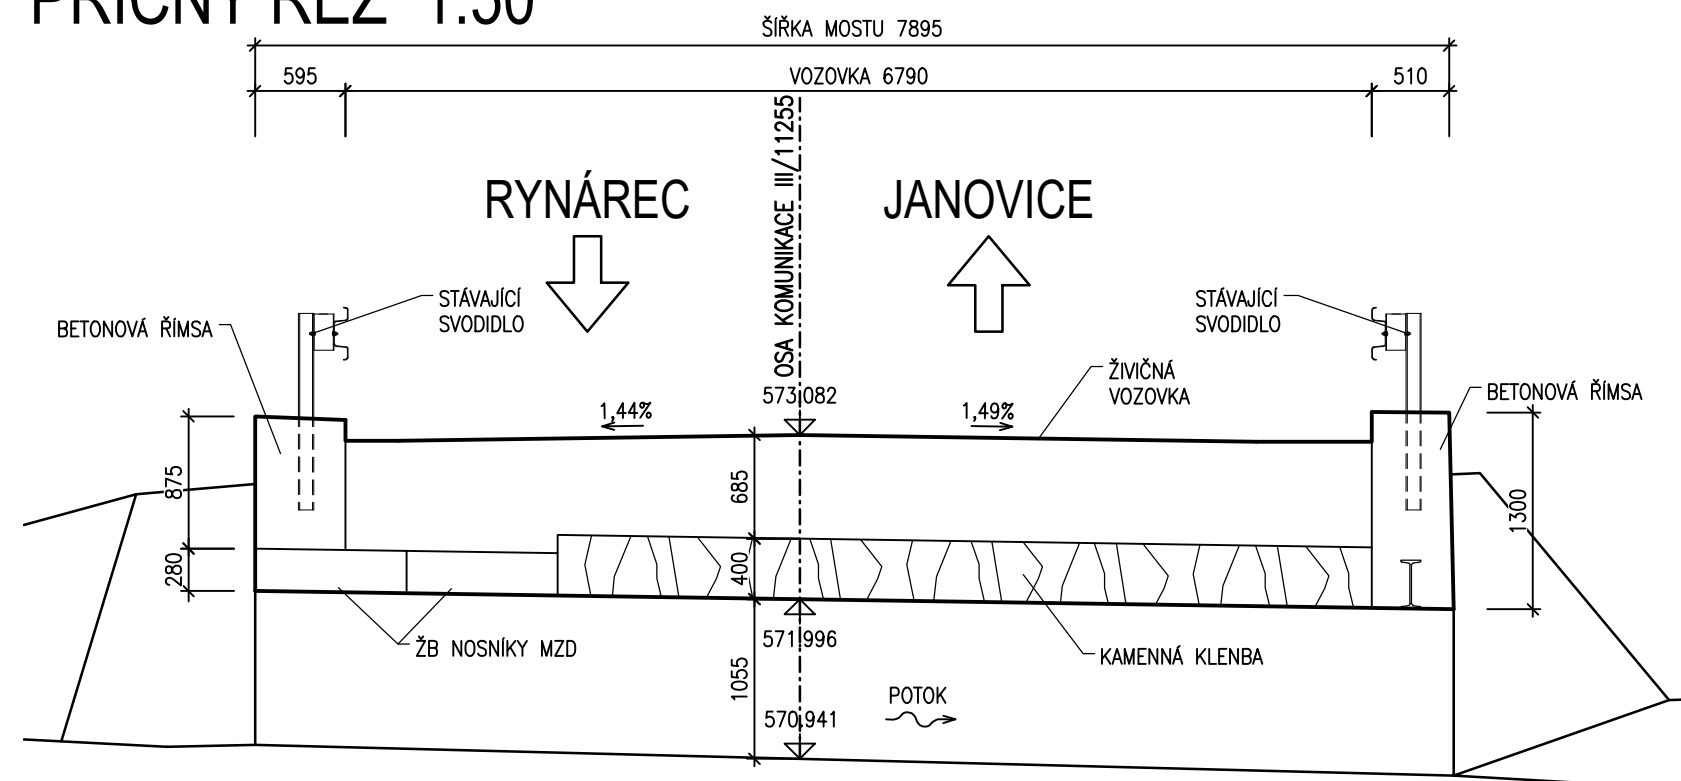 PŘÍČNÝ ŘEZ 1:50
ŠÍŘKA MOSTU 7895
595
VOZOVKA 6790
510
OSA KOMUNIKACE III/11255
RYNÁREC
JANOVICE
STÁVAJÍCÍ
SVODIDLO
STÁVAJÍCÍ
SVODIDLO
BETONOVÁ ŘÍMSA
ŽIVIČNÁ
VOZOVKA
BETONOVÁ ŘÍMSA
573,082
1,44%
1,49%
875
685
1300
280
400
571,996
ŽB NOSNÍKY MZD
KAMENNÁ KLENBA
1055
POTOK
570,941